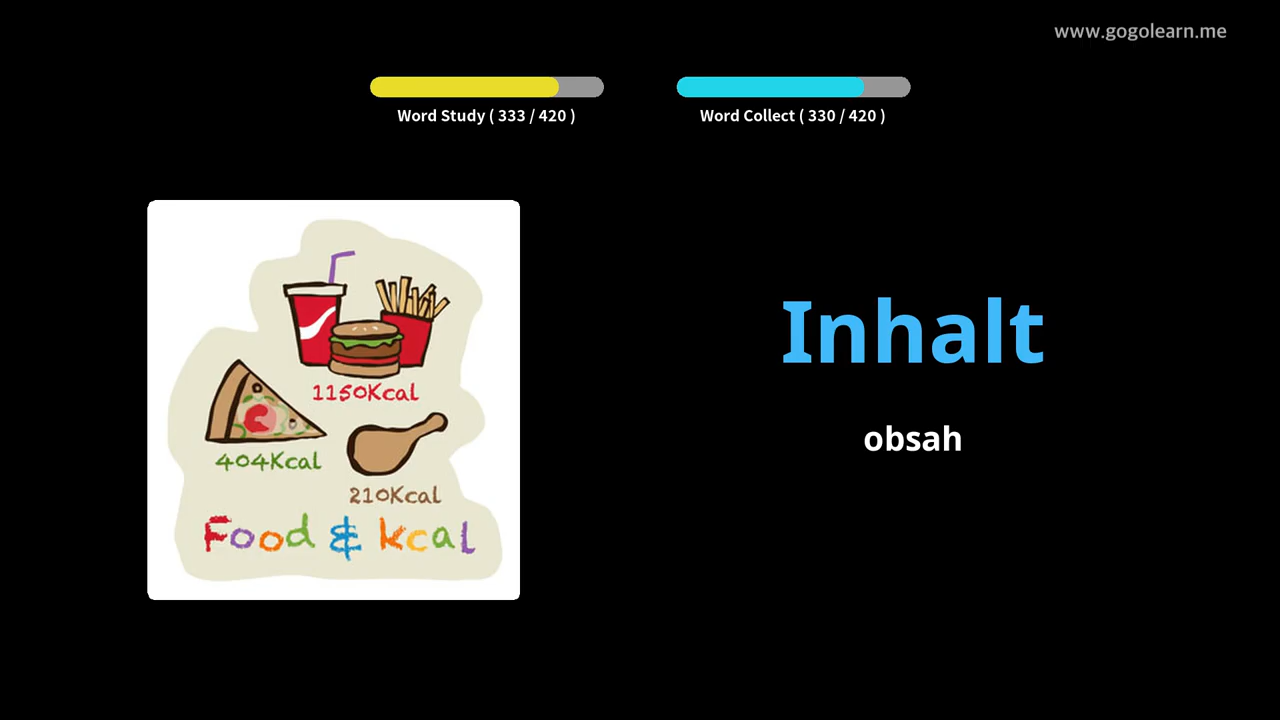 www.gogolearn.me
Word Study ( 333 / 420 )
Word Collect ( 330 / 420 )
1150Kcal
404Kcal
210Kcal
Food & kcal
Inhalt
obsah